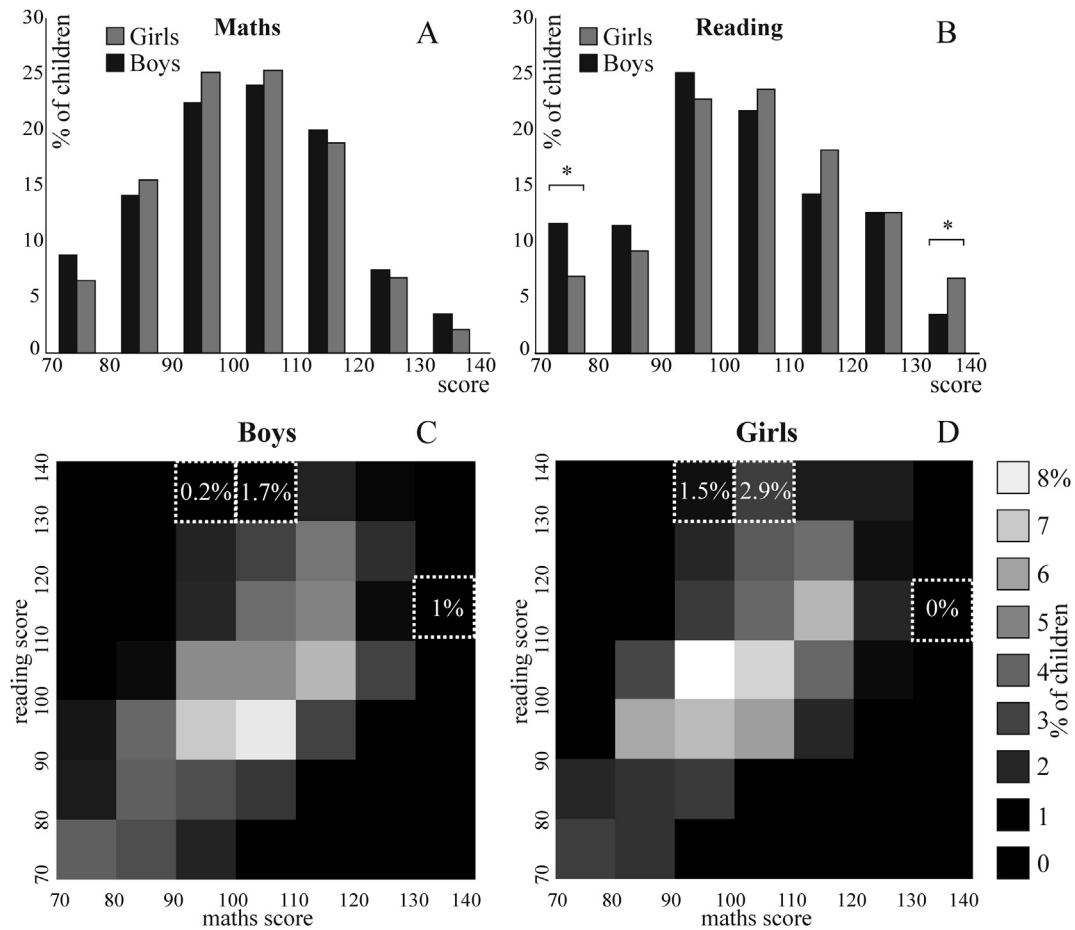 Maths A
Girls
Boys
% of children
30
25
20
15
10
5
0
70 80 90 100 110 120 130 140
score
Reading B
Girls
Boys
% of children
30
25
20
15
10
5
0
*
*
70 80 90 100 110 120 130 140
score
Boys C
reading score
140
130
120
110
100
90
80
70
0.2% 1.7%
1%
70 80 90 100 110 120 130 140
maths score
Girls D
reading score
140
130
120
110
100
90
80
70
1.5% 2.9%
0%
70 80 90 100 110 120 130 140
maths score
8%
7
6
5
4
3
2
1
0
% of children